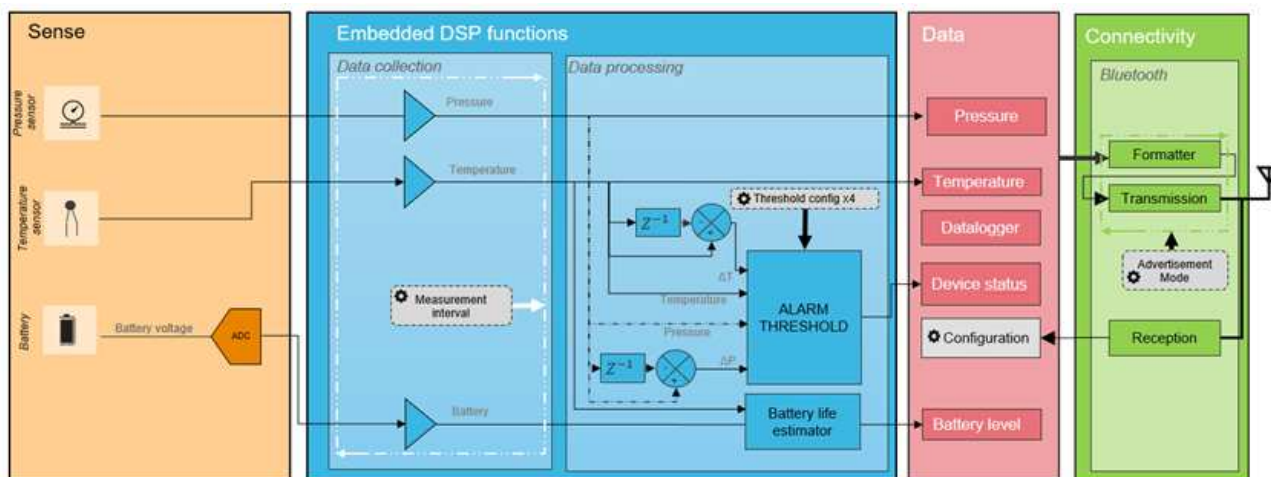 Sense
Embedded DSP functions
Data
Connectivity
Data collection
Data processing
Bluetooth
Pressure
sensor
Pressure
Pressure
Formatter
Temperature
sensor
Temperature
Temperature
Transmission
Threshold config x4
Z⁻¹
-
+
Datalogger
ΔT
Advertisement
Mode
Measurement
interval
Temperature
ALARM
THRESHOLD
Device status
Battery
Battery voltage
ADC
Pressure
Configuration
Reception
Z⁻¹
-
+
ΔP
Battery
Battery life
estimator
Battery level